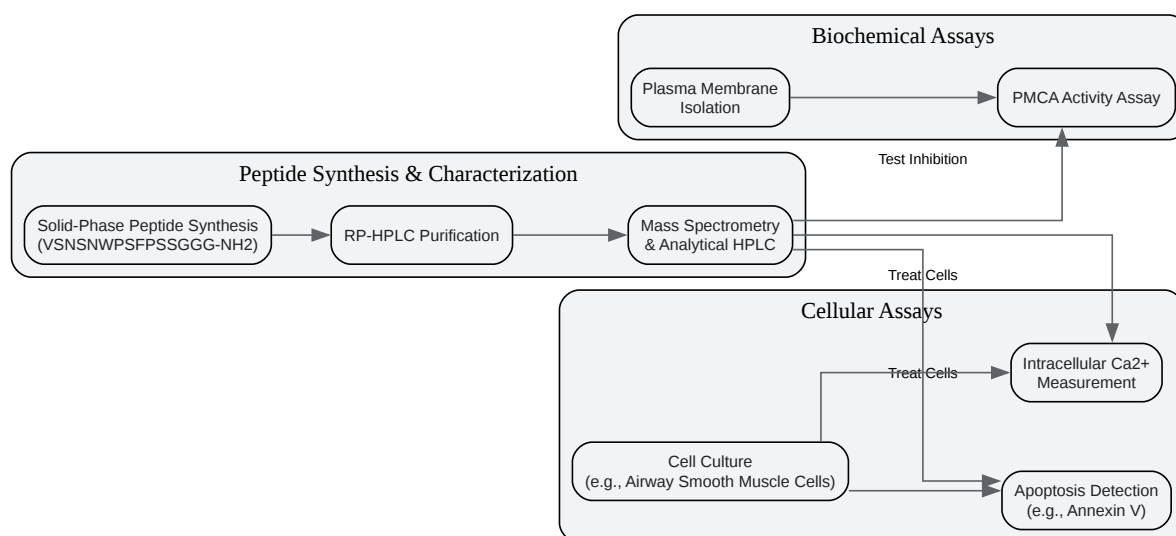 Biochemical Assays
Plasma Membrane
Isolation
PMCA Activity Assay
Test Inhibition
Peptide Synthesis & Characterization
Solid-Phase Peptide Synthesis
(VSNSNWPSFPSSGGG-NH2)
RP-HPLC Purification
Mass Spectrometry
& Analytical HPLC
Treat Cells
Cellular Assays
Intracellular Ca2+
Measurement
Treat Cells
Cell Culture
(e.g., Airway Smooth Muscle Cells)
Apoptosis Detection
(e.g., Annexin V)